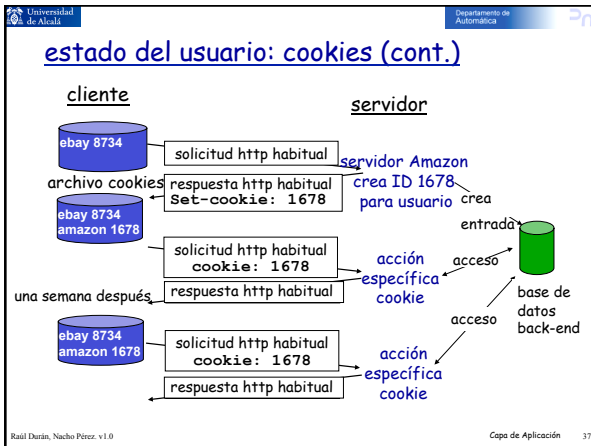 Universidad
de Alcalá
Departamento de
Automática
estado del usuario: cookies (cont.)
cliente
servidor
ebay 8734
solicitud http habitual
servidor Amazon
crea ID 1678
para usuario
archivo cookies
respuesta http habitual
Set-cookie: 1678
crea
entrada
ebay 8734
amazon 1678
solicitud http habitual
cookie: 1678
acción
específica
cookie
acceso
respuesta http habitual
una semana después
base de
datos
back-end
acceso
ebay 8734
amazon 1678
solicitud http habitual
cookie: 1678
acción
específica
cookie
respuesta http habitual
Raúl Durán, Nacho Pérez. v1.0
Capa de Aplicación 37